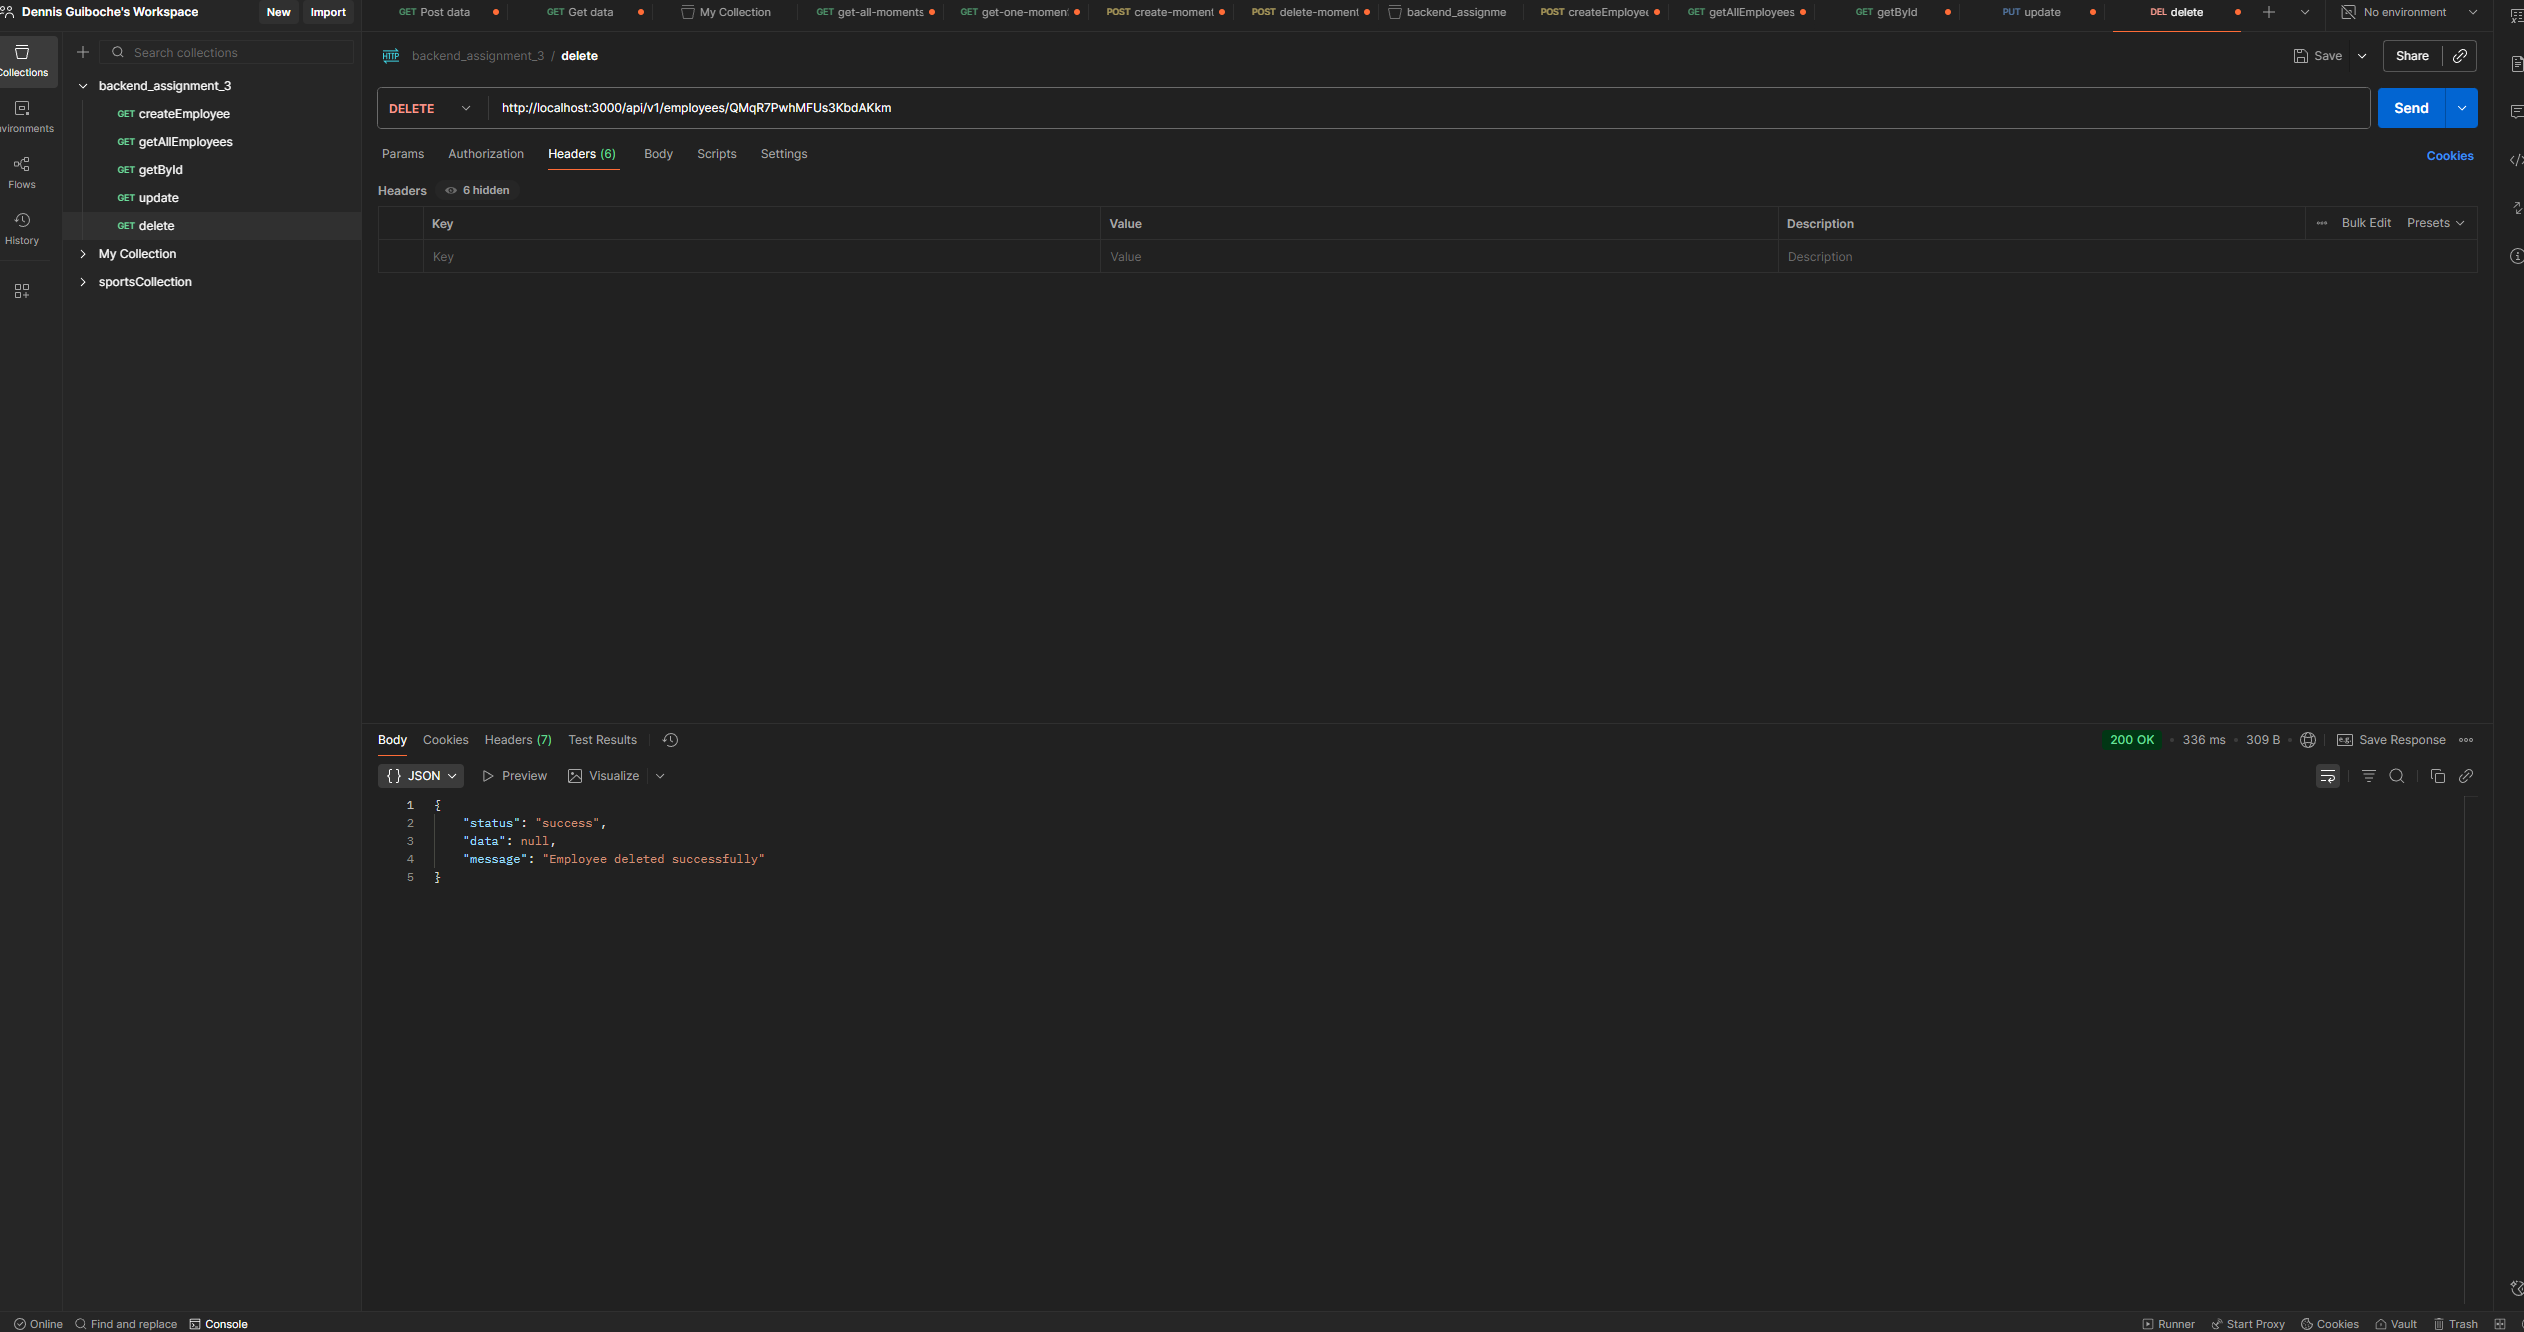 Dennis Guiboche's Workspace
New
Import
GET Post data
GET Get data
My Collection
GET get-all-moments
GET get-one-moment
POST create-moment
POST delete-moment
backend_assignme
POST createEmployee
GET getAllEmployees
GET getById
PUT update
DEL delete
No environment
Collections
Environments
Flows
History
Search collections
backend_assignment_3
GET createEmployee
GET getAllEmployees
GET getById
GET update
GET delete
My Collection
sportsCollection
HTTP backend_assignment_3 / delete
Save
Share
DELETE
http://localhost:3000/api/v1/employees/QMqR7PwhMFUs3KbdAKkm
Send
Params Authorization Headers (6) Body Scripts Settings
Cookies
Headers 6 hidden
Key Value Description Bulk Edit Presets
Key Value Description
Body Cookies Headers (7) Test Results
200 OK 336 ms 309 B e.g. Save Response
{} JSON Preview Visualize
1 {
2 "status": "success",
3 "data": null,
4 "message": "Employee deleted successfully"
5 }
Online Find and replace Console
Runner Start Proxy Cookies Vault Trash